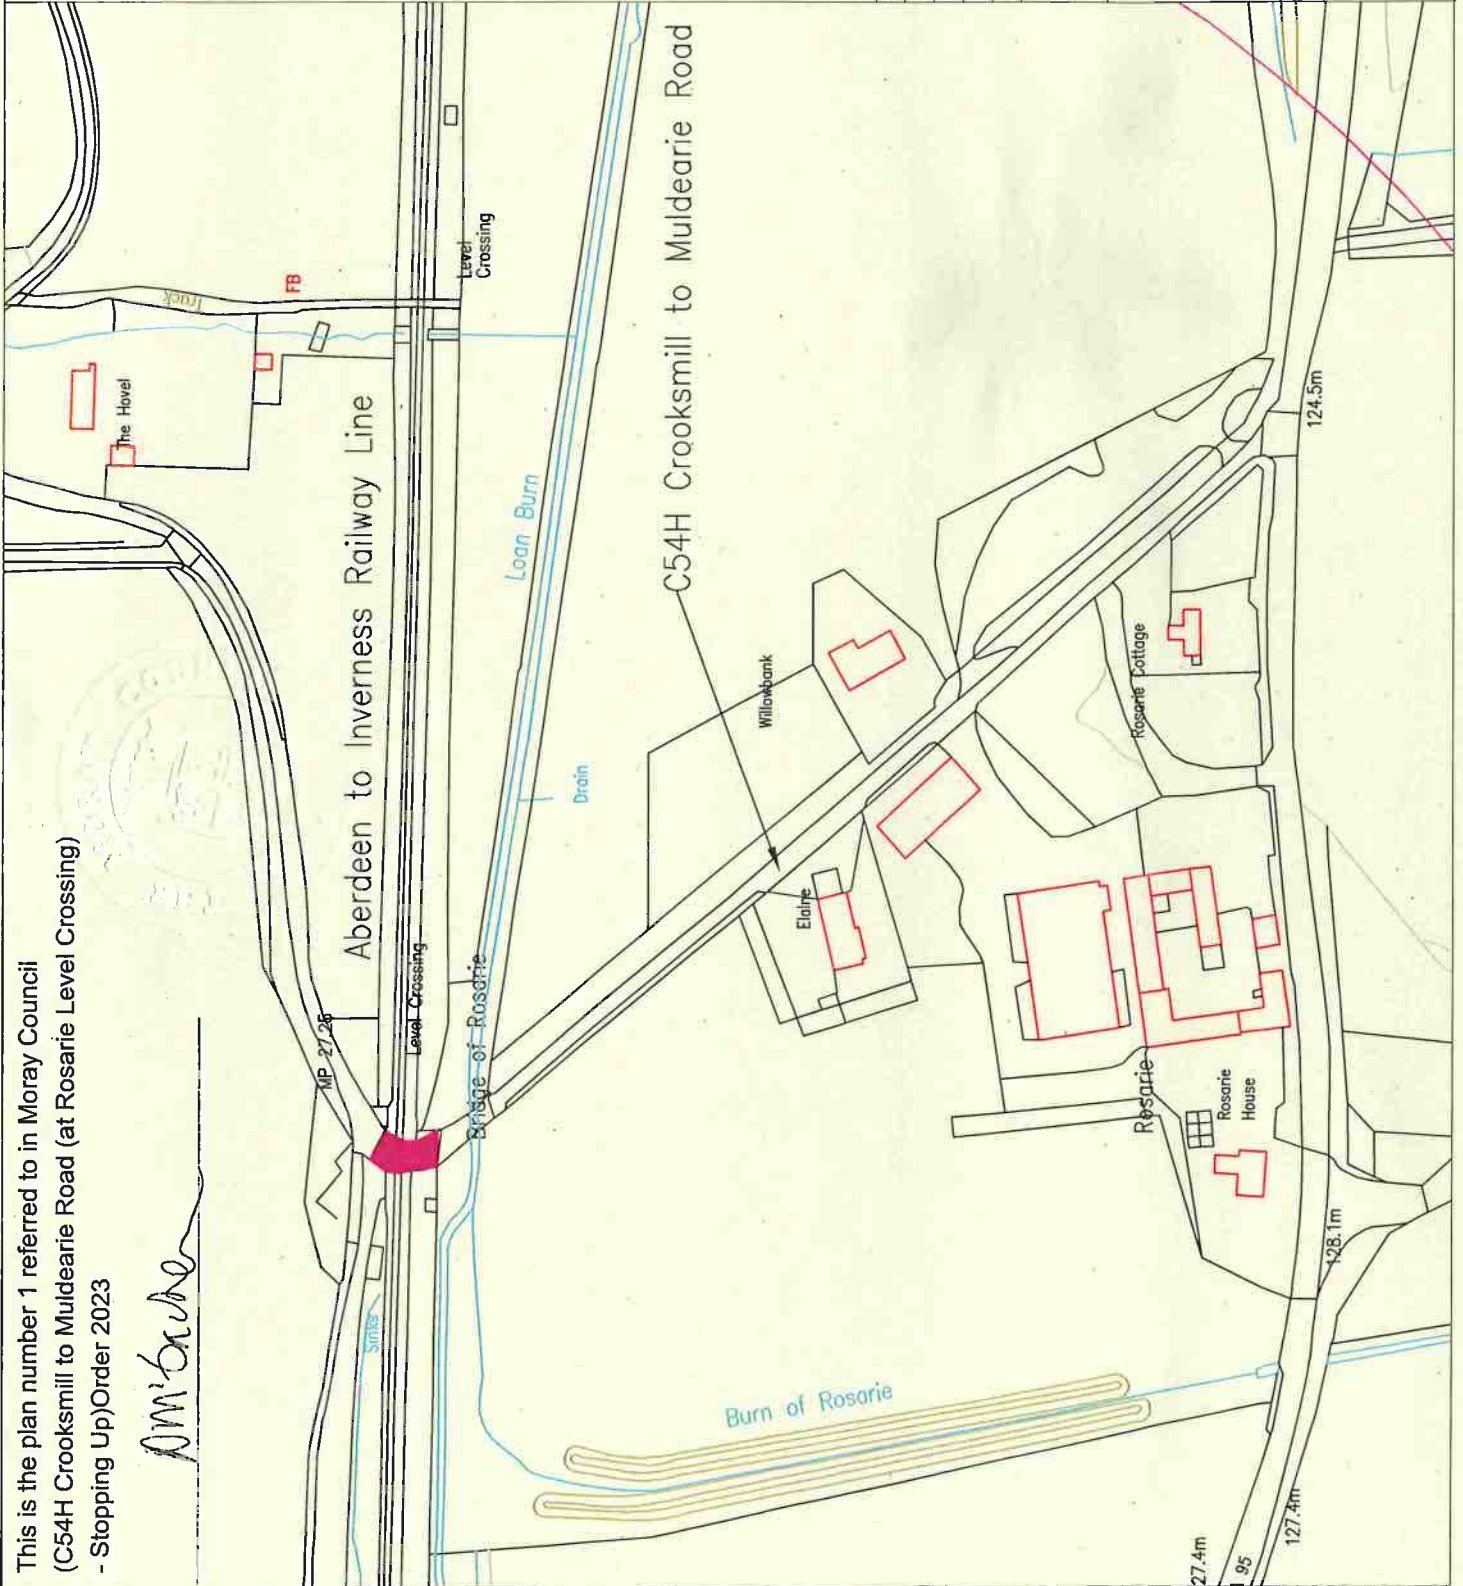 This is the plan number 1 referred to in Moray Council
(C54H Crooksmill to Muldearie Road (at Rosarie Level Crossing)
- Stopping Up)Order 2023
Sinks
MP 27.25
Aberdeen to Inverness Railway Line
Level Crossing
The Hovel
Track
FB
Level
Crossing
Bridge of Rosarie
Loan Burn
Drain
C54H Crooksmill to Muldearie Road
Willowbank
Elaine
Burn of Rosarie
Rosarie
Rosarie
House
Rosarie Cottage
124.5m
128.1m
127.4m
27.4m
95